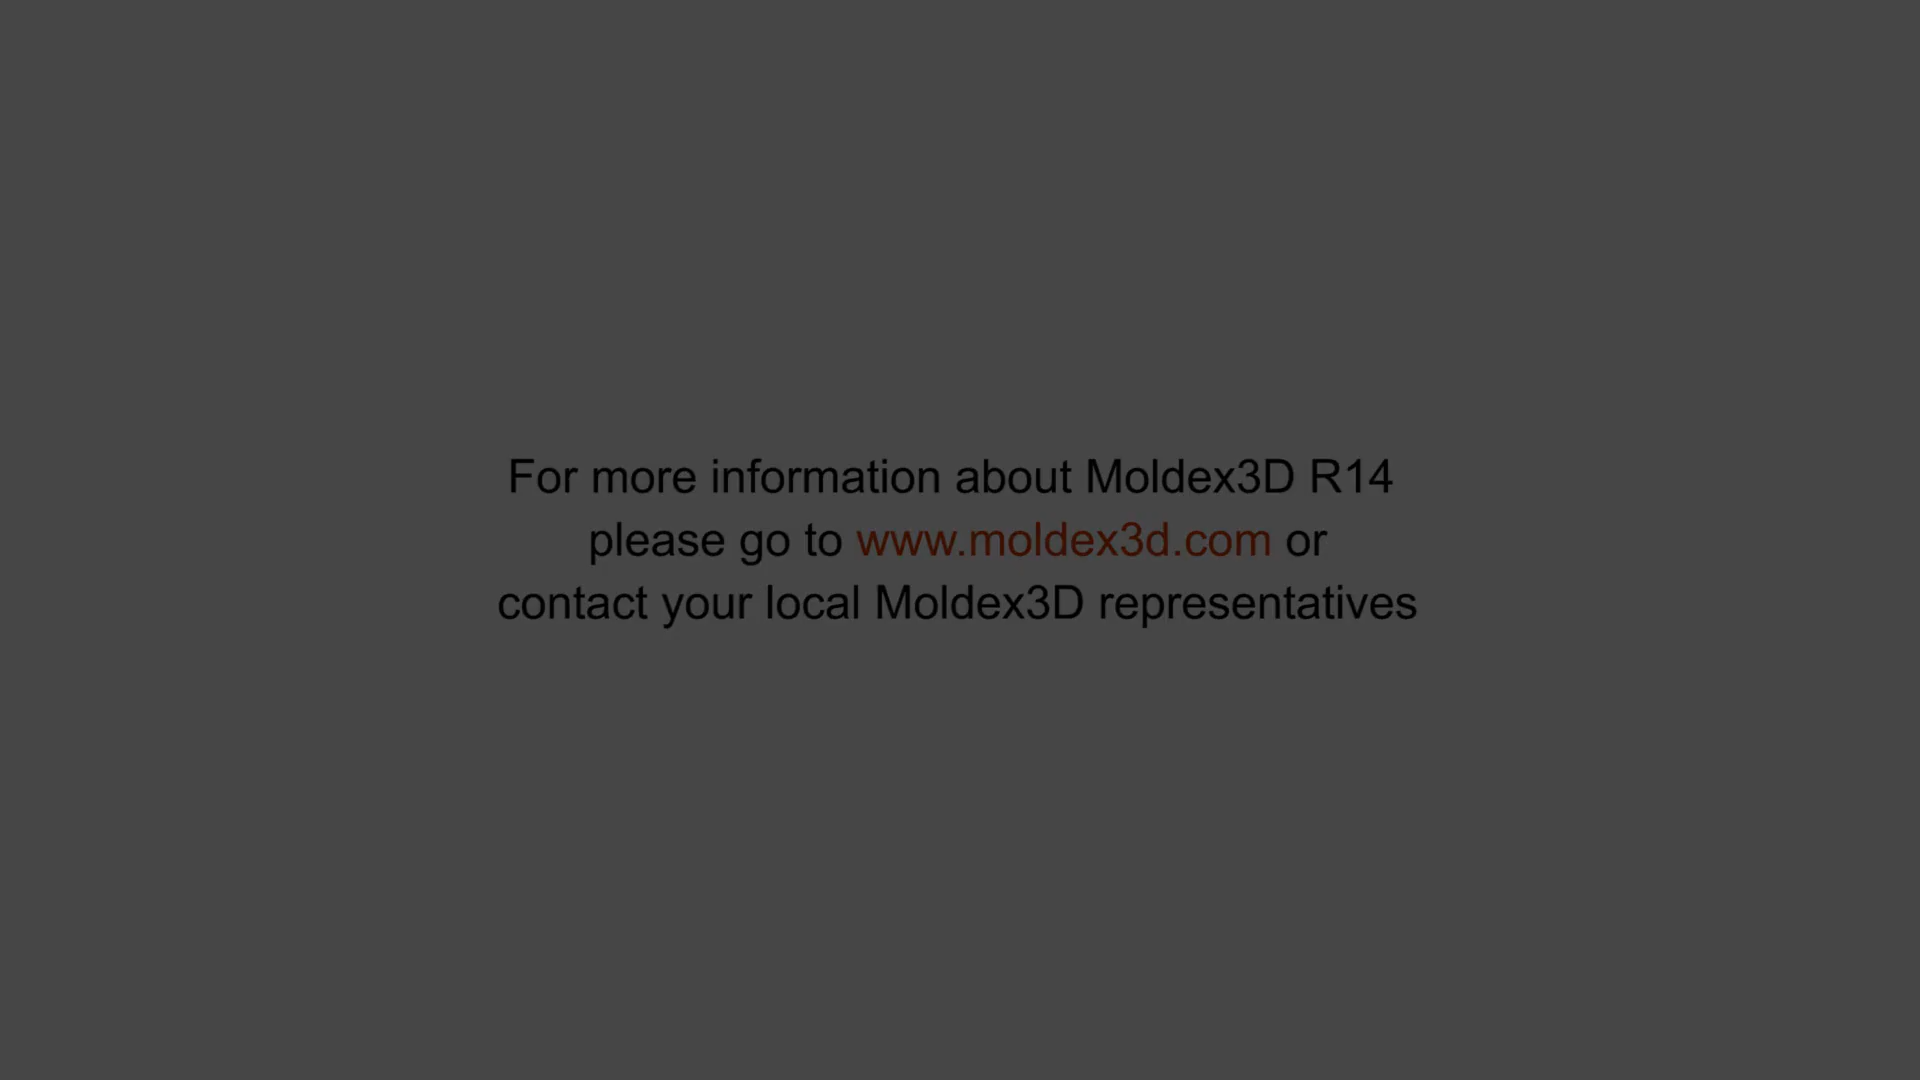 For more information about Moldex3D R14
please go to www.moldex3d.com or
contact your local Moldex3D representatives